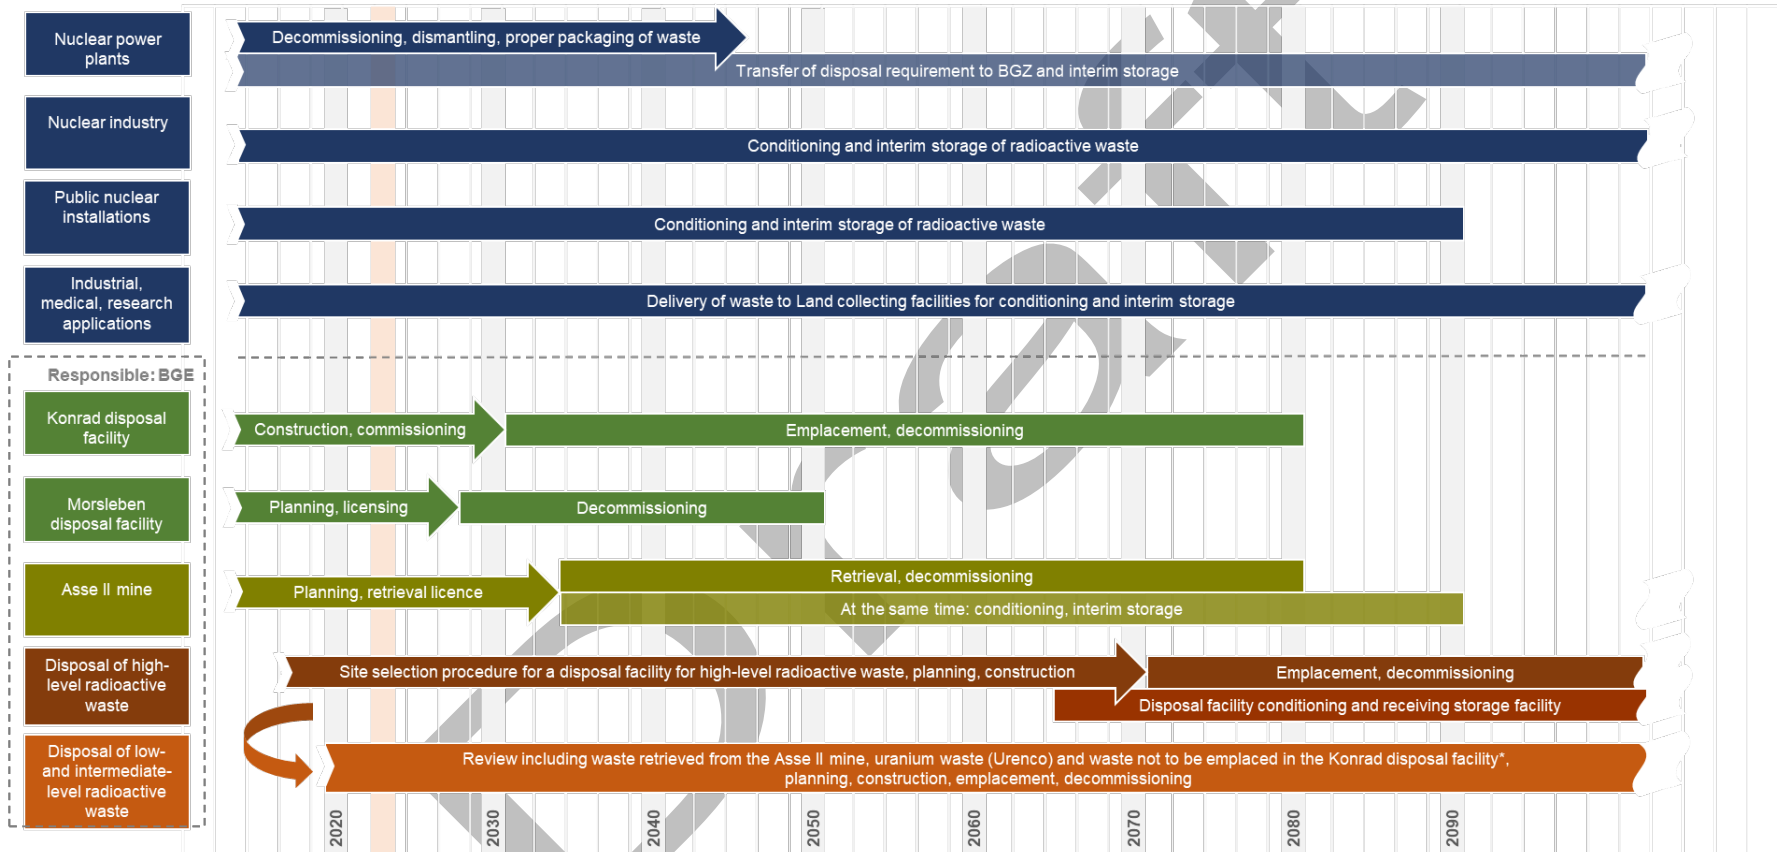 Nuclear power
plants
Decommissioning, dismantling, proper packaging of waste
Transfer of disposal requirement to BGZ and interim storage
Nuclear industry
Conditioning and interim storage of radioactive waste
Public nuclear
installations
Conditioning and interim storage of radioactive waste
Industrial,
medical, research
applications
Delivery of waste to Land collecting facilities for conditioning and interim storage
Responsible: BGE
Konrad disposal
facility
Construction, commissioning
Emplacement, decommissioning
Morsleben
disposal facility
Planning, licensing
Decommissioning
Asse II mine
Planning, retrieval licence
Retrieval, decommissioning
At the same time: conditioning, interim storage
Disposal of high-
level radioactive
waste
Site selection procedure for a disposal facility for high-level radioactive waste, planning, construction
Emplacement, decommissioning
Disposal facility conditioning and receiving storage facility
Disposal of low-
and intermediate-
level radioactive
waste
Review including waste retrieved from the Asse II mine, uranium waste (Urenco) and waste not to be emplaced in the Konrad disposal facility*,
planning, construction, emplacement, decommissioning
2020
2030
2040
2050
2060
2070
2080
2090
Draft